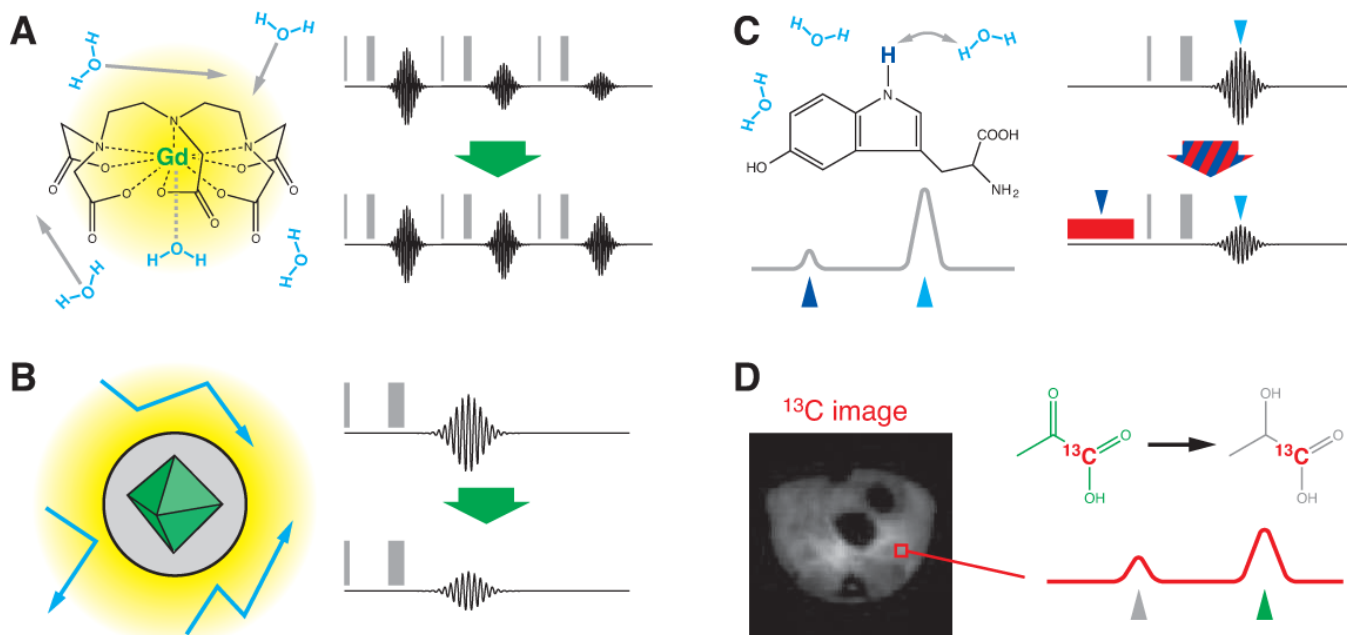 A
H O H
H O H
N N N
Gd
O O O O O
O O O O O
H O H
H O H
H O H
B
C
H O H
H
H O H
H O H
N
HO
COOH
NH₂
D
¹³C image
O
¹³C
O
OH
OH
¹³C
O
OH